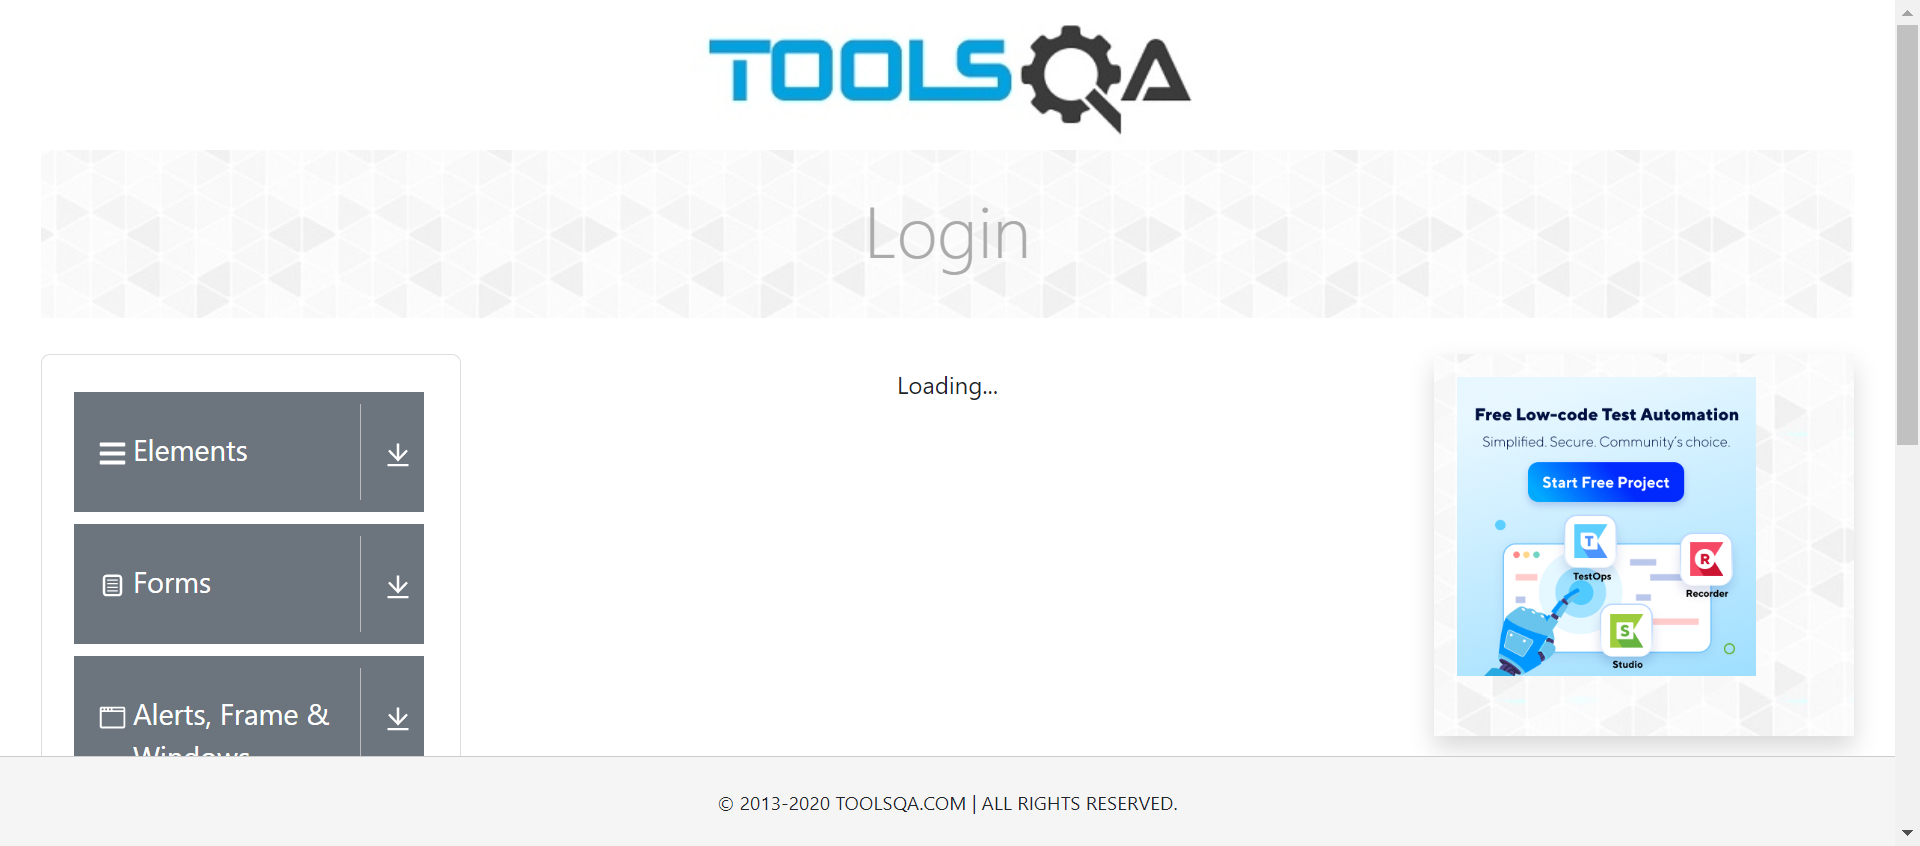 TOOLSQA
Login
Elements
Forms
Alerts, Frame &
Windows
Loading...
Free Low-code Test Automation
Simplified. Secure. Community's choice.
Start Free Project
T
TestOps
R
Recorder
S
Studio
© 2013-2020 TOOLSQA.COM | ALL RIGHTS RESERVED.